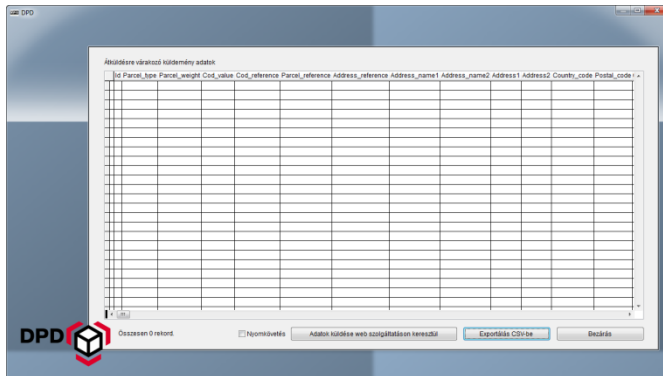 DPD
Átküldésre várakozó küldemény adatok
Id Parcel_type Parcel_weight Cod_value Cod_reference Parcel_reference Address_reference Address_name1 Address_name2 Address1 Address2 Country_code Postal_code
DPD
Összesen 0 rekord.
Nyomkövetés
Adatok küldése web szolgáltatáson keresztül
Exportálás CSV-be
Bezárás